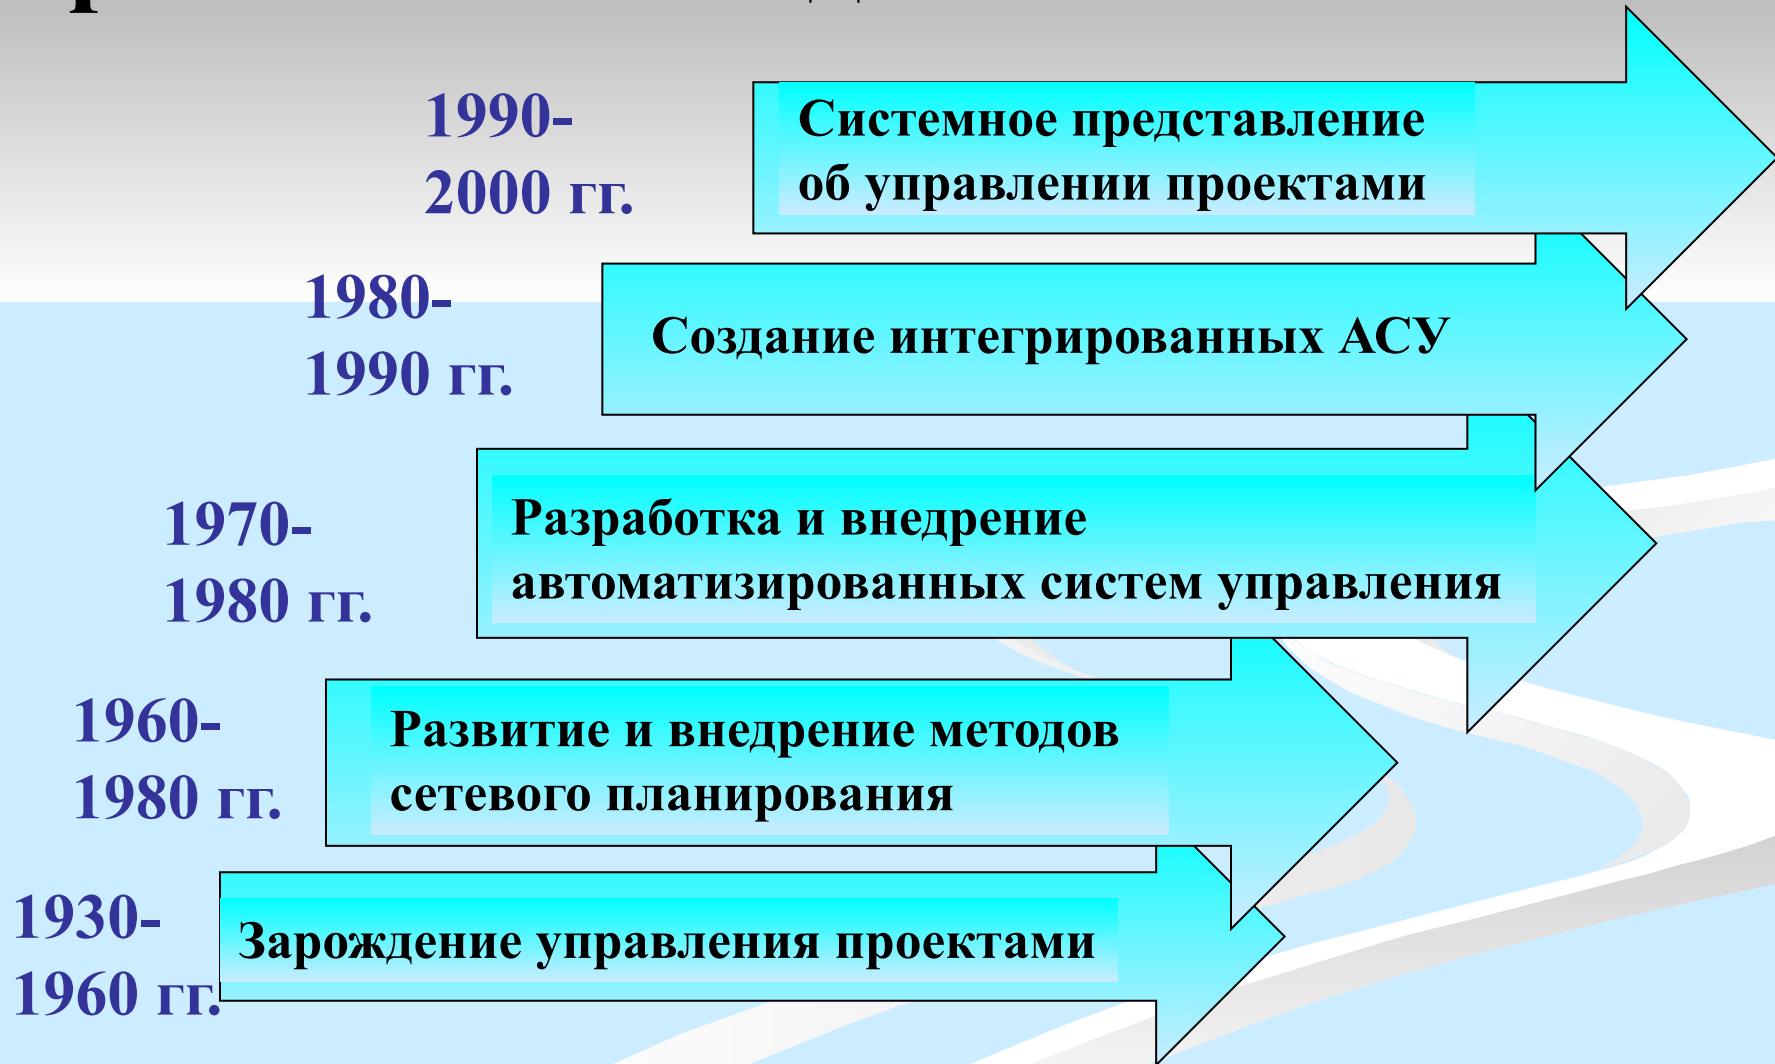 1990-
2000 гг.
Системное представление
об управлении проектами
1980-
1990 гг.
Создание интегрированных АСУ
1970-
1980 гг.
Разработка и внедрение
автоматизированных систем управления
1960-
1980 гг.
Развитие и внедрение методов
сетевого планирования
1930-
1960 гг.
Зарождение управления проектами